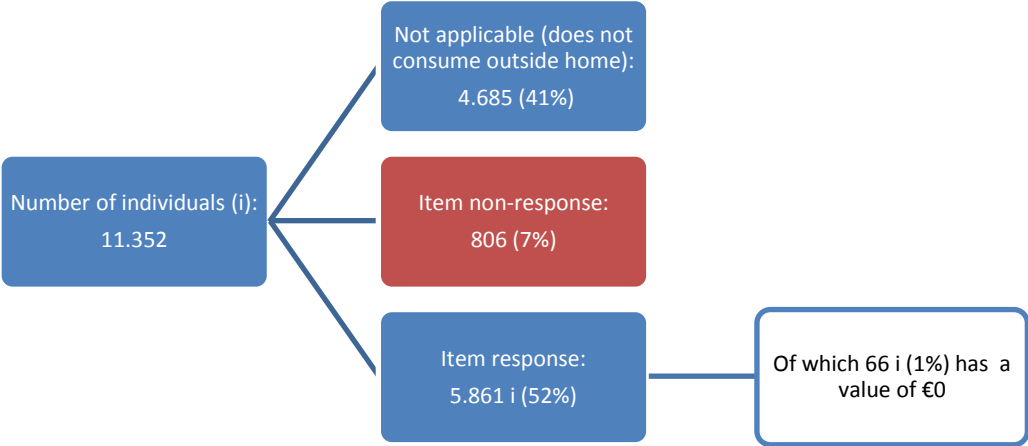 Not applicable (does not
consume outside home):
4.685 (41%)
Number of individuals (i):
11.352
Item non-response:
806 (7%)
Item response:
5.861 i (52%)
Of which 66 i (1%) has a
value of €0